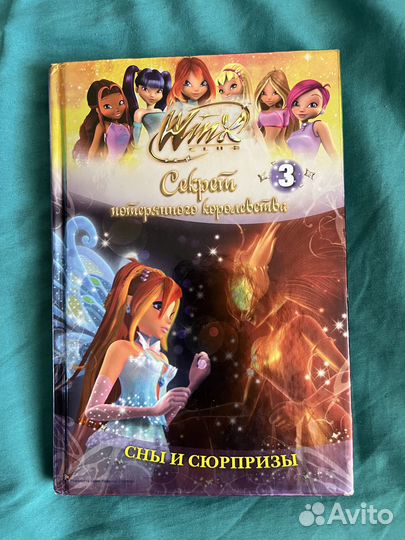 Winx
CLUB
Секрет
потерянного королевства
3
СНЫ И СЮРПРИЗЫ
Avito